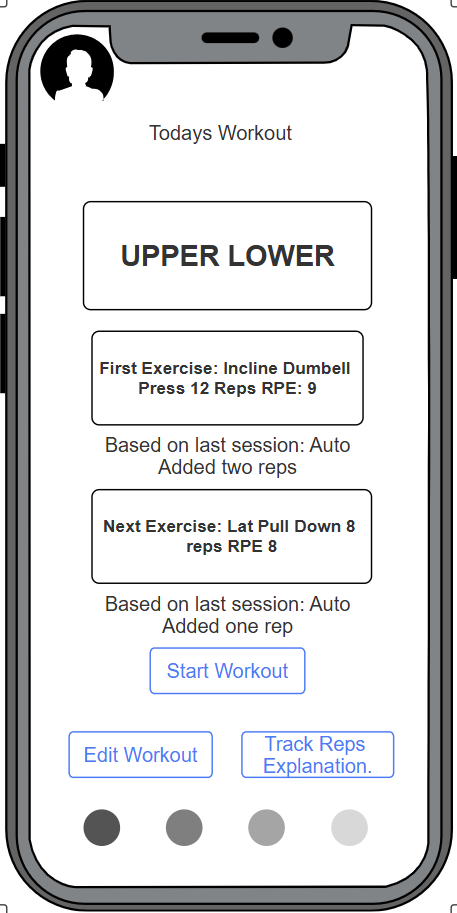 Todays Workout
UPPER LOWER
First Exercise: Incline Dumbell
Press 12 Reps RPE: 9
Based on last session: Auto
Added two reps
Next Exercise: Lat Pull Down 8
reps RPE 8
Based on last session: Auto
Added one rep
Start Workout
Edit Workout
Track Reps
Explanation.